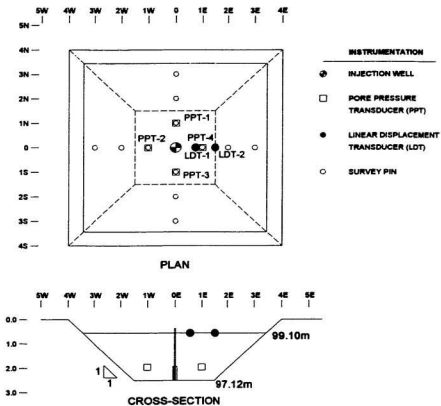 5W 4W 3W 2W 1W 0 1E 2E 3E 4E
5N
4N
3N
2N
1N
0
1S
2S
3S
4S
PPT-1
PPT-2
PPT-4
LDT-1
LDT-2
PPT-3
PLAN
INSTRUMENTATION
INJECTION WELL
PORE PRESSURE
TRANSDUCER (PPT)
LINEAR DISPLACEMENT
TRANSDUCER (LDT)
SURVEY PIN
5W 4W 3W 2W 1W 0E 1E 2E 3E 4E 5E
0.0
1.0
2.0
3.0
99.10m
97.12m
1
1
CROSS-SECTION